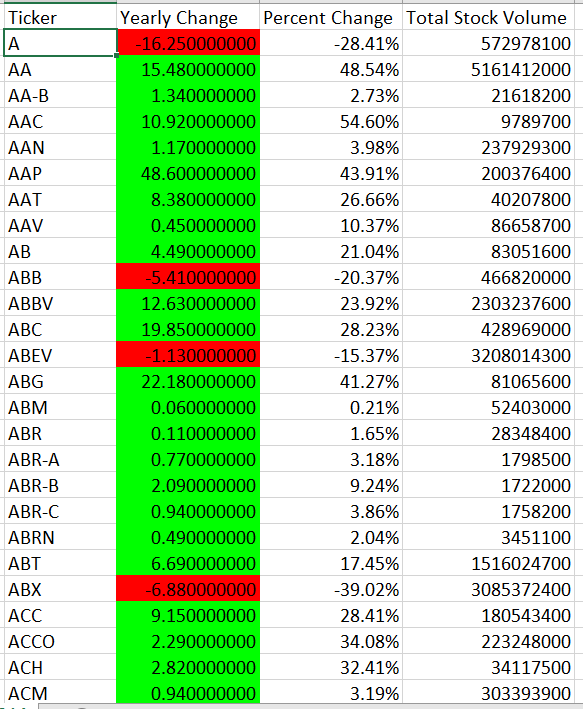 Ticker Yearly Change Percent Change Total Stock Volume
A -16.250000000 -28.41% 572978100
AA 15.480000000 48.54% 5161412000
AA-B 1.340000000 2.73% 21618200
AAC 10.920000000 54.60% 9789700
AAN 1.170000000 3.98% 237929300
AAP 48.600000000 43.91% 200376400
AAT 8.380000000 26.66% 40207800
AAV 0.450000000 10.37% 86658700
AB 4.490000000 21.04% 83051600
ABB -5.410000000 -20.37% 466820000
ABBV 12.630000000 23.92% 2303237600
ABC 19.850000000 28.23% 428969000
ABEV -1.130000000 -15.37% 3208014300
ABG 22.180000000 41.27% 81065600
ABM 0.060000000 0.21% 52403000
ABR 0.110000000 1.65% 28348400
ABR-A 0.770000000 3.18% 1798500
ABR-B 2.090000000 9.24% 1722000
ABR-C 0.940000000 3.86% 1758200
ABRN 0.490000000 2.04% 3451100
ABT 6.690000000 17.45% 1516024700
ABX -6.880000000 -39.02% 3085372400
ACC 9.150000000 28.41% 180543400
ACCO 2.290000000 34.08% 223248000
ACH 2.820000000 32.41% 34117500
ACM 0.940000000 3.19% 303393900